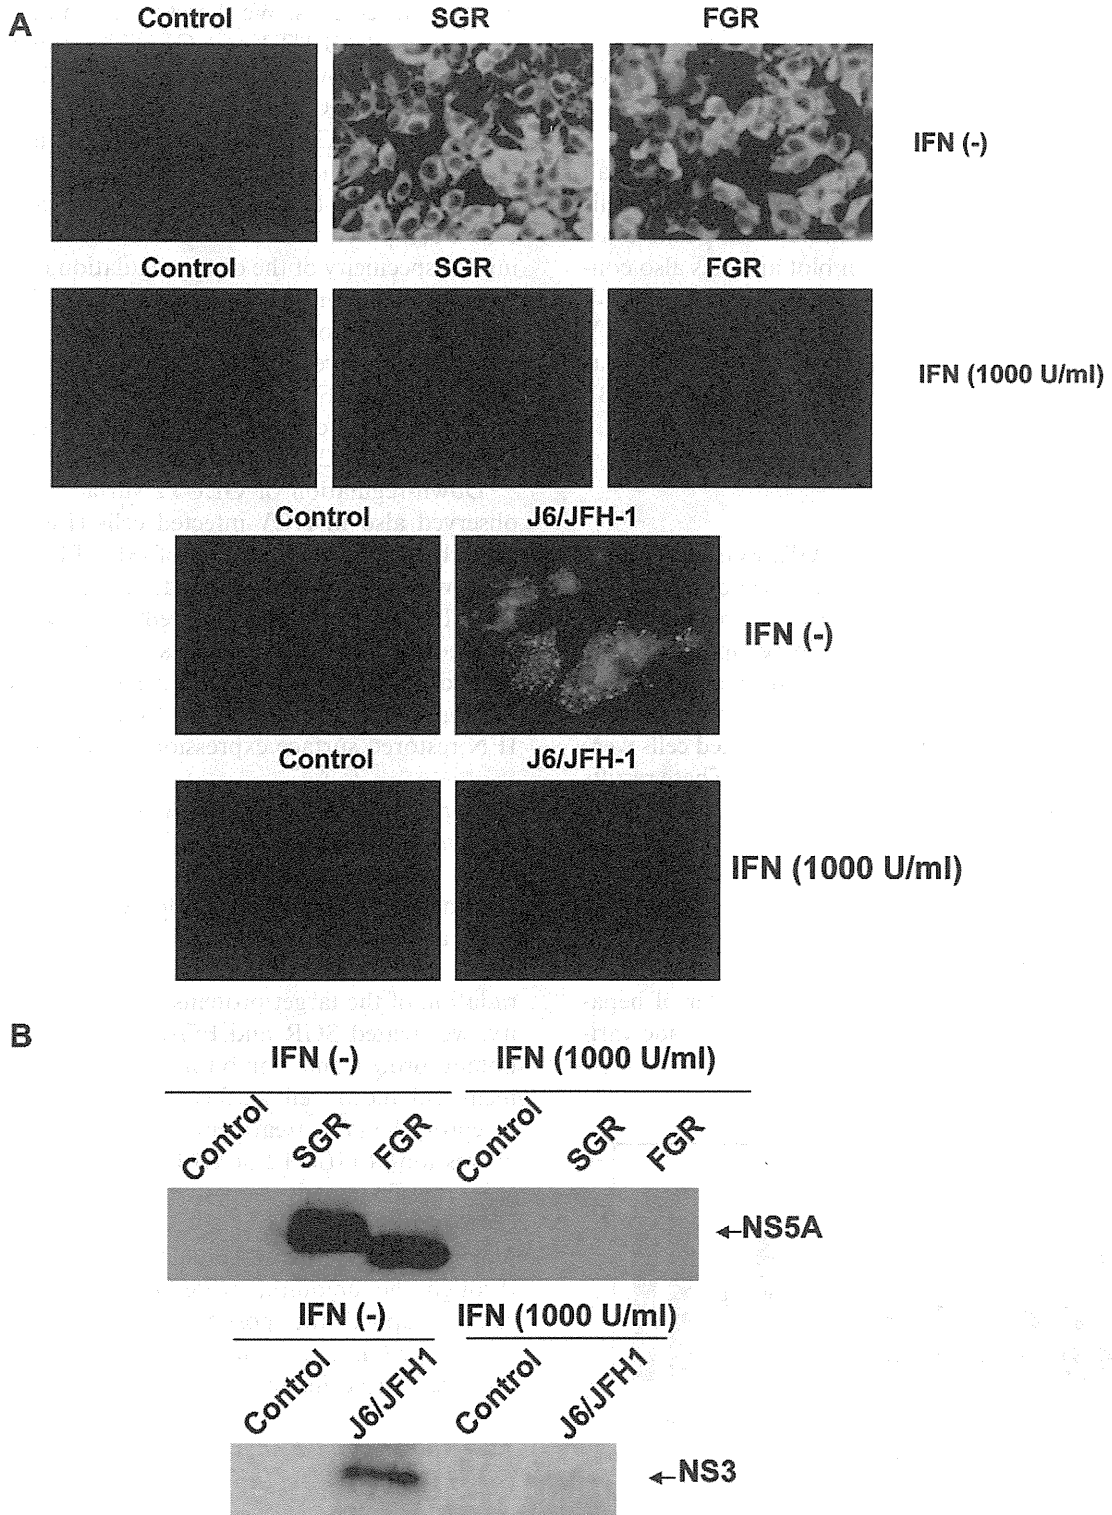 A
Control SGR FGR
IFN (-)
Control SGR FGR
IFN (1000 U/ml)
Control J6/JFH-1
IFN (-)
Control J6/JFH-1
IFN (1000 U/ml)
B
IFN (-) IFN (1000 U/ml)
Control SGR FGR Control SGR FGR
←NS5A
IFN (-) IFN (1000 U/ml)
Control J6/JFH1 Control J6/JFH1
←NS3